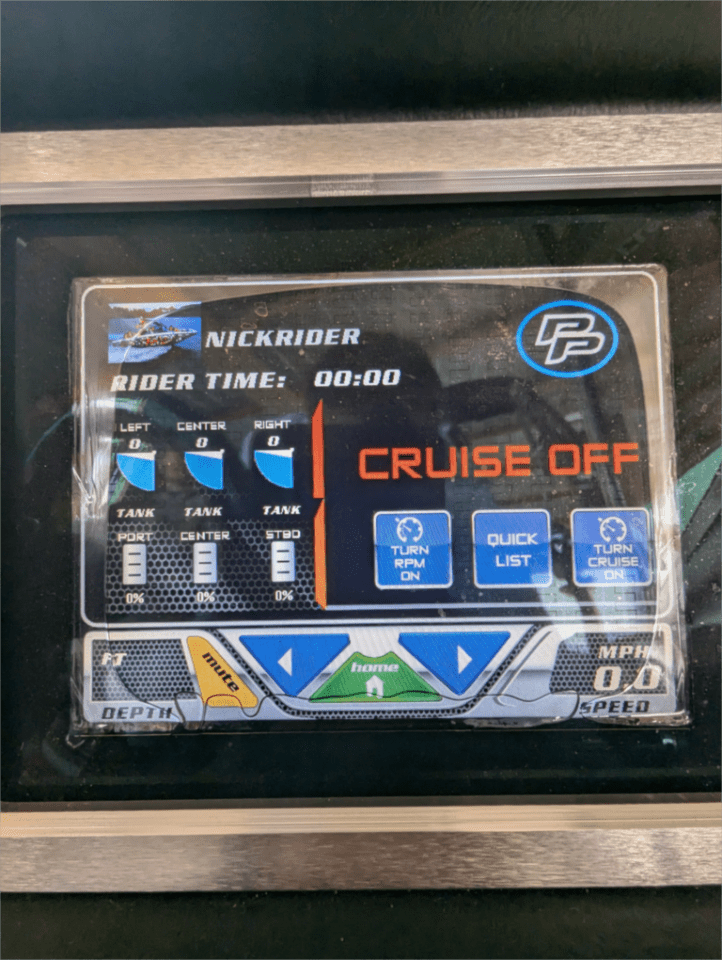 NICKRIDER
PP
RIDER TIME: 00:00
LEFT CENTER RIGHT
0 0 0
CRUISE OFF
TANK TANK TANK
PORT CENTER STBD
0% 0% 0%
TURN
RPM
ON
QUICK
LIST
TURN
CRUISE
ON
FT
DEPTH
mute
home
MPH
0.0
SPEED